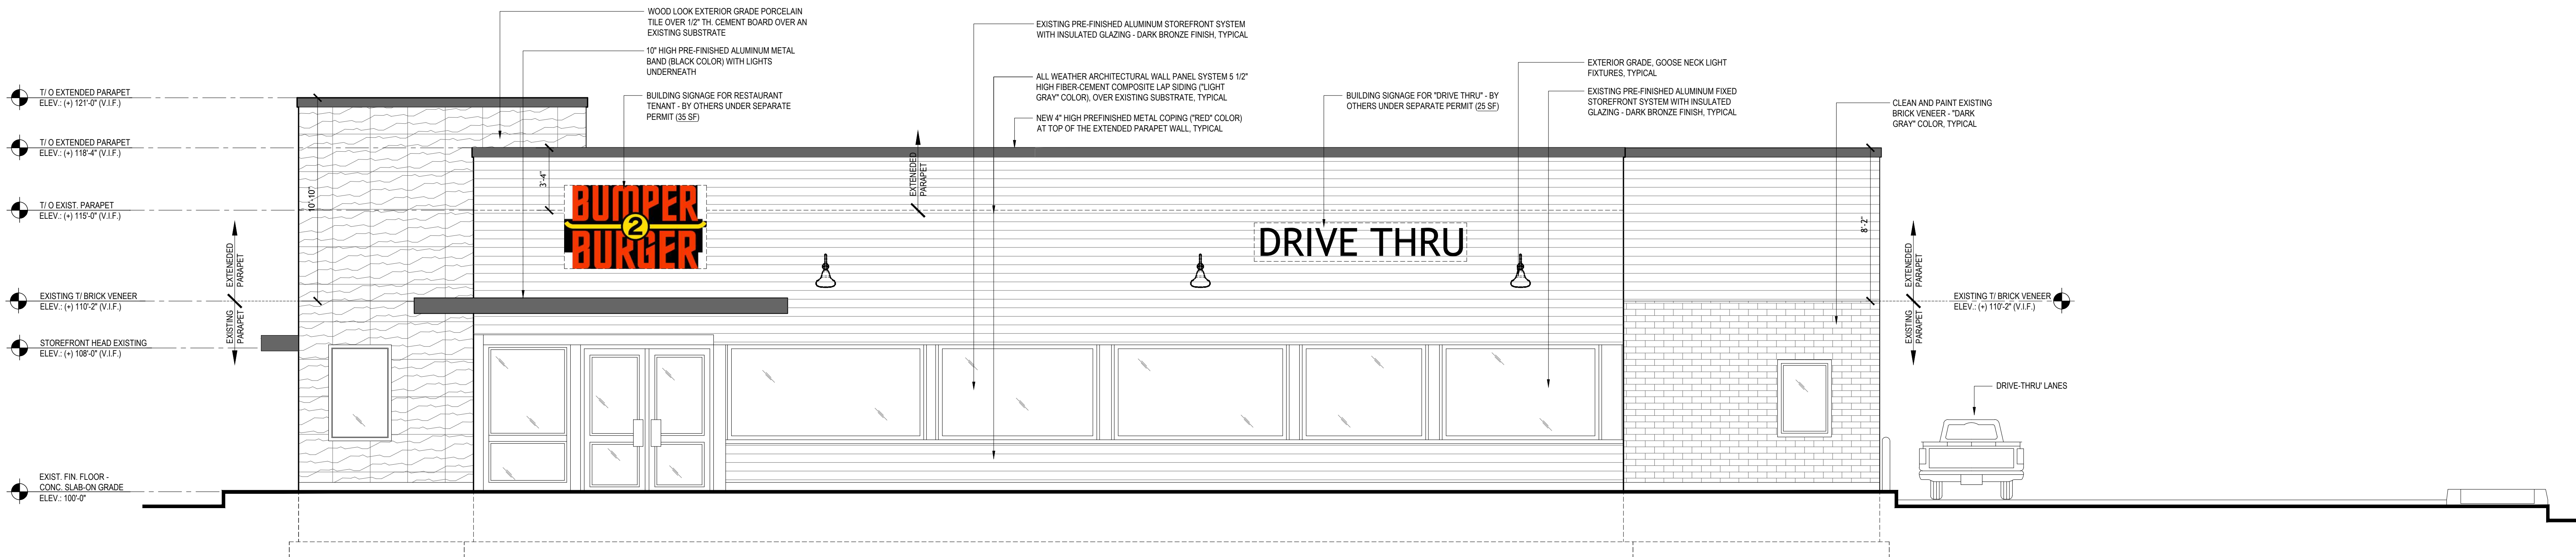 WOOD LOOK EXTERIOR GRADE PORCELAIN
TILE OVER 1/2" TH. CEMENT BOARD OVER AN
EXISTING SUBSTRATE
10" HIGH PRE-FINISHED ALUMINUM METAL
BAND (BLACK COLOR) WITH LIGHTS
UNDERNEATH
BUILDING SIGNAGE FOR RESTAURANT
TENANT - BY OTHERS UNDER SEPARATE
PERMIT (35 SF)
EXISTING PRE-FINISHED ALUMINUM STOREFRONT SYSTEM
WITH INSULATED GLAZING - DARK BRONZE FINISH, TYPICAL
ALL WEATHER ARCHITECTURAL WALL PANEL SYSTEM 5 1/2"
HIGH FIBER-CEMENT COMPOSITE LAP SIDING ("LIGHT
GRAY" COLOR), OVER EXISTING SUBSTRATE, TYPICAL
NEW 4" HIGH PREFINISHED METAL COPING ("RED" COLOR)
AT TOP OF THE EXTENDED PARAPET WALL, TYPICAL
BUILDING SIGNAGE FOR "DRIVE THRU" - BY
OTHERS UNDER SEPARATE PERMIT (25 SF)
EXTERIOR GRADE, GOOSE NECK LIGHT
FIXTURES, TYPICAL
EXISTING PRE-FINISHED ALUMINUM FIXED
STOREFRONT SYSTEM WITH INSULATED
GLAZING - DARK BRONZE FINISH, TYPICAL
CLEAN AND PAINT EXISTING
BRICK VENEER - "DARK
GRAY" COLOR, TYPICAL
T/ O EXTENDED PARAPET
ELEV.: (+) 121'-0" (V.I.F.)
T/ O EXTENDED PARAPET
ELEV.: (+) 118'-4" (V.I.F.)
T/ O EXIST. PARAPET
ELEV.: (+) 115'-0" (V.I.F.)
EXISTING T/ BRICK VENEER
ELEV.: (+) 110'-2" (V.I.F.)
STOREFRONT HEAD EXISTING
ELEV.: (+) 108'-0" (V.I.F.)
EXIST. FIN. FLOOR -
CONC. SLAB-ON GRADE
ELEV.: 100'-0"
EXTENEDED
PARAPET
EXISTING
PARAPET
10'-10"
3'-4"
BUMPER
2
BURGER
EXTENEDED
PARAPET
DRIVE THRU
8'-2"
EXTENEDED
PARAPET
EXISTING
PARAPET
EXISTING T/ BRICK VENEER
ELEV.: (+) 110'-2" (V.I.F.)
DRIVE-THRU' LANES